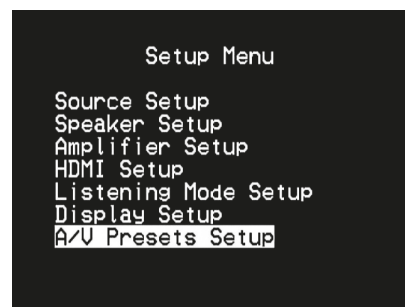 Setup Menu
Source Setup
Speaker Setup
Amplifier Setup
HDMI Setup
Listening Mode Setup
Display Setup
A/V Presets Setup